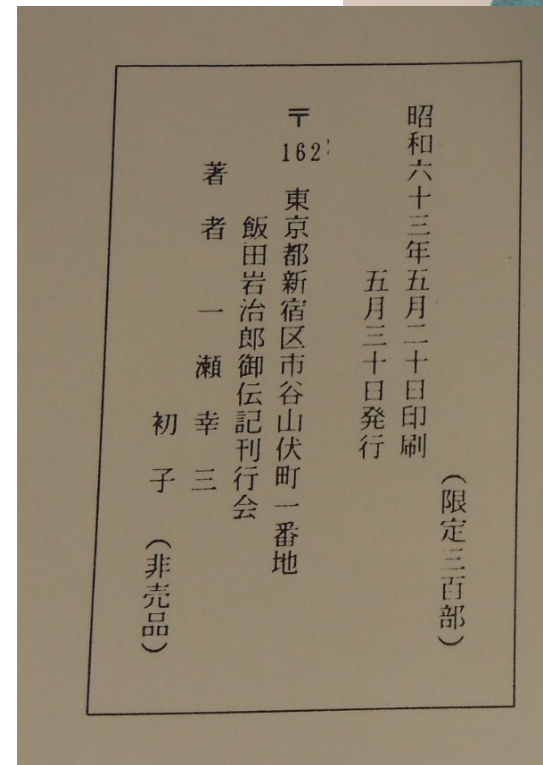 （限定三百部）
昭和六十三年五月二十日印刷
五月三十日発行
〒162 東京都新宿区市谷山伏町一番地
飯田岩治郎御伝記刊行会
著者 一瀬幸三
初子
（非売品）